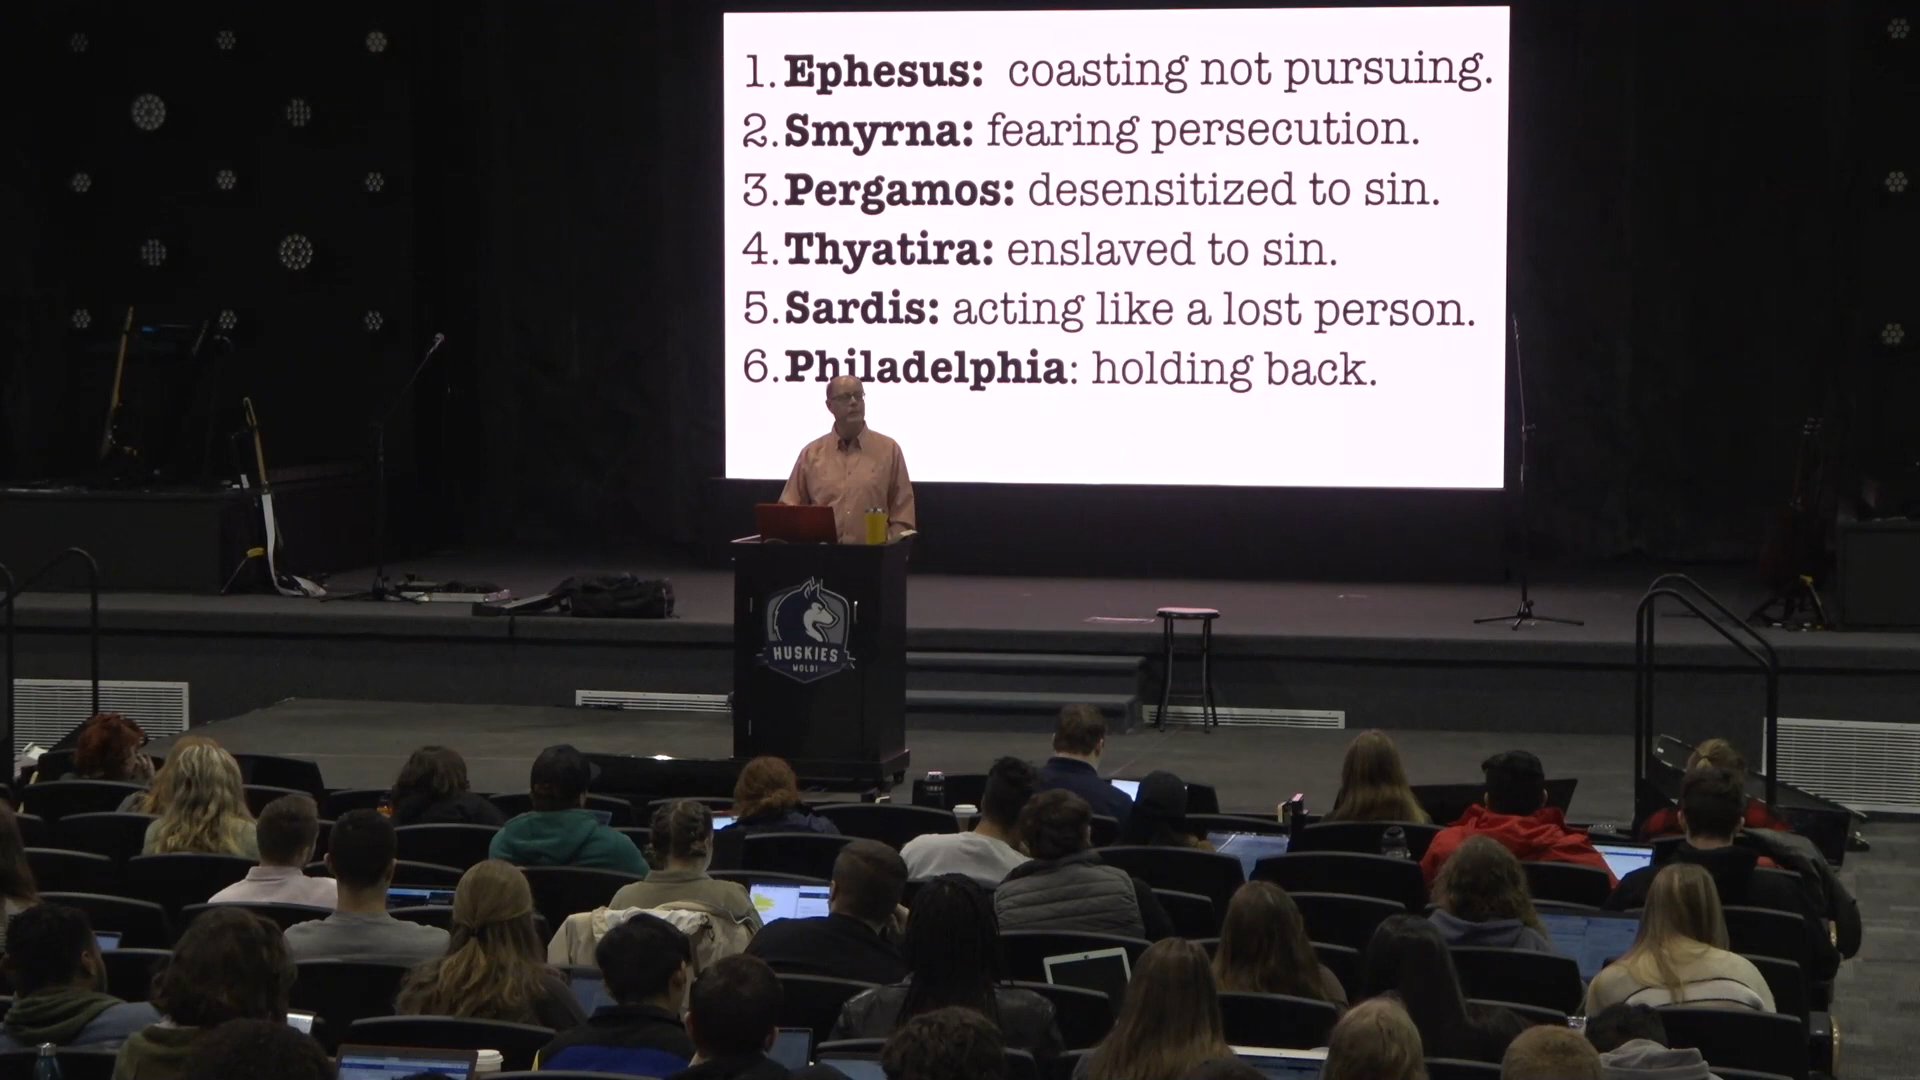 1. Ephesus: coasting not pursuing.
2. Smyrna: fearing persecution.
3. Pergamos: desensitized to sin.
4. Thyatira: enslaved to sin.
5. Sardis: acting like a lost person.
6. Philadelphia: holding back.
HUSKIES
WOLBI